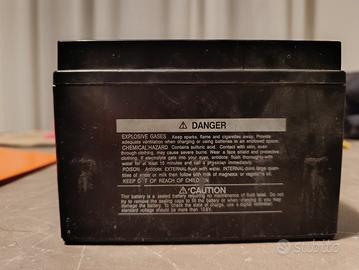 ⚠ DANGER
EXPLOSIVE GASES Keep sparks, flame and cigarettes away. Provide
adequate ventilation when charging or using batteries in an enclosed space.
CHEMICAL HAZARD Contains sulfuric acid. Contact with skin, even
through clothing, may cause severe burns. Wear a face shield and protective
clothing. If electrolyte gets into your eyes, antidote: flush thoroughly with
water for at least 15 minutes and call a physician immediately.
POISON Antidote: EXTERNAL-flush with water. INTERNAL-drink large quan-
tities of water or milk then follow with milk of magnesia or vegetable oil.
KEEP OUT OF REACH OF CHILDREN
⚠CAUTION
This battery is a sealed battery requiring no maintenance of fluid level. Do not
try to remove the sealing caps to fill the battery or otherwise you may damage
the battery. To check the state of charge, use a digital battery
standard voltage should be more than
subito